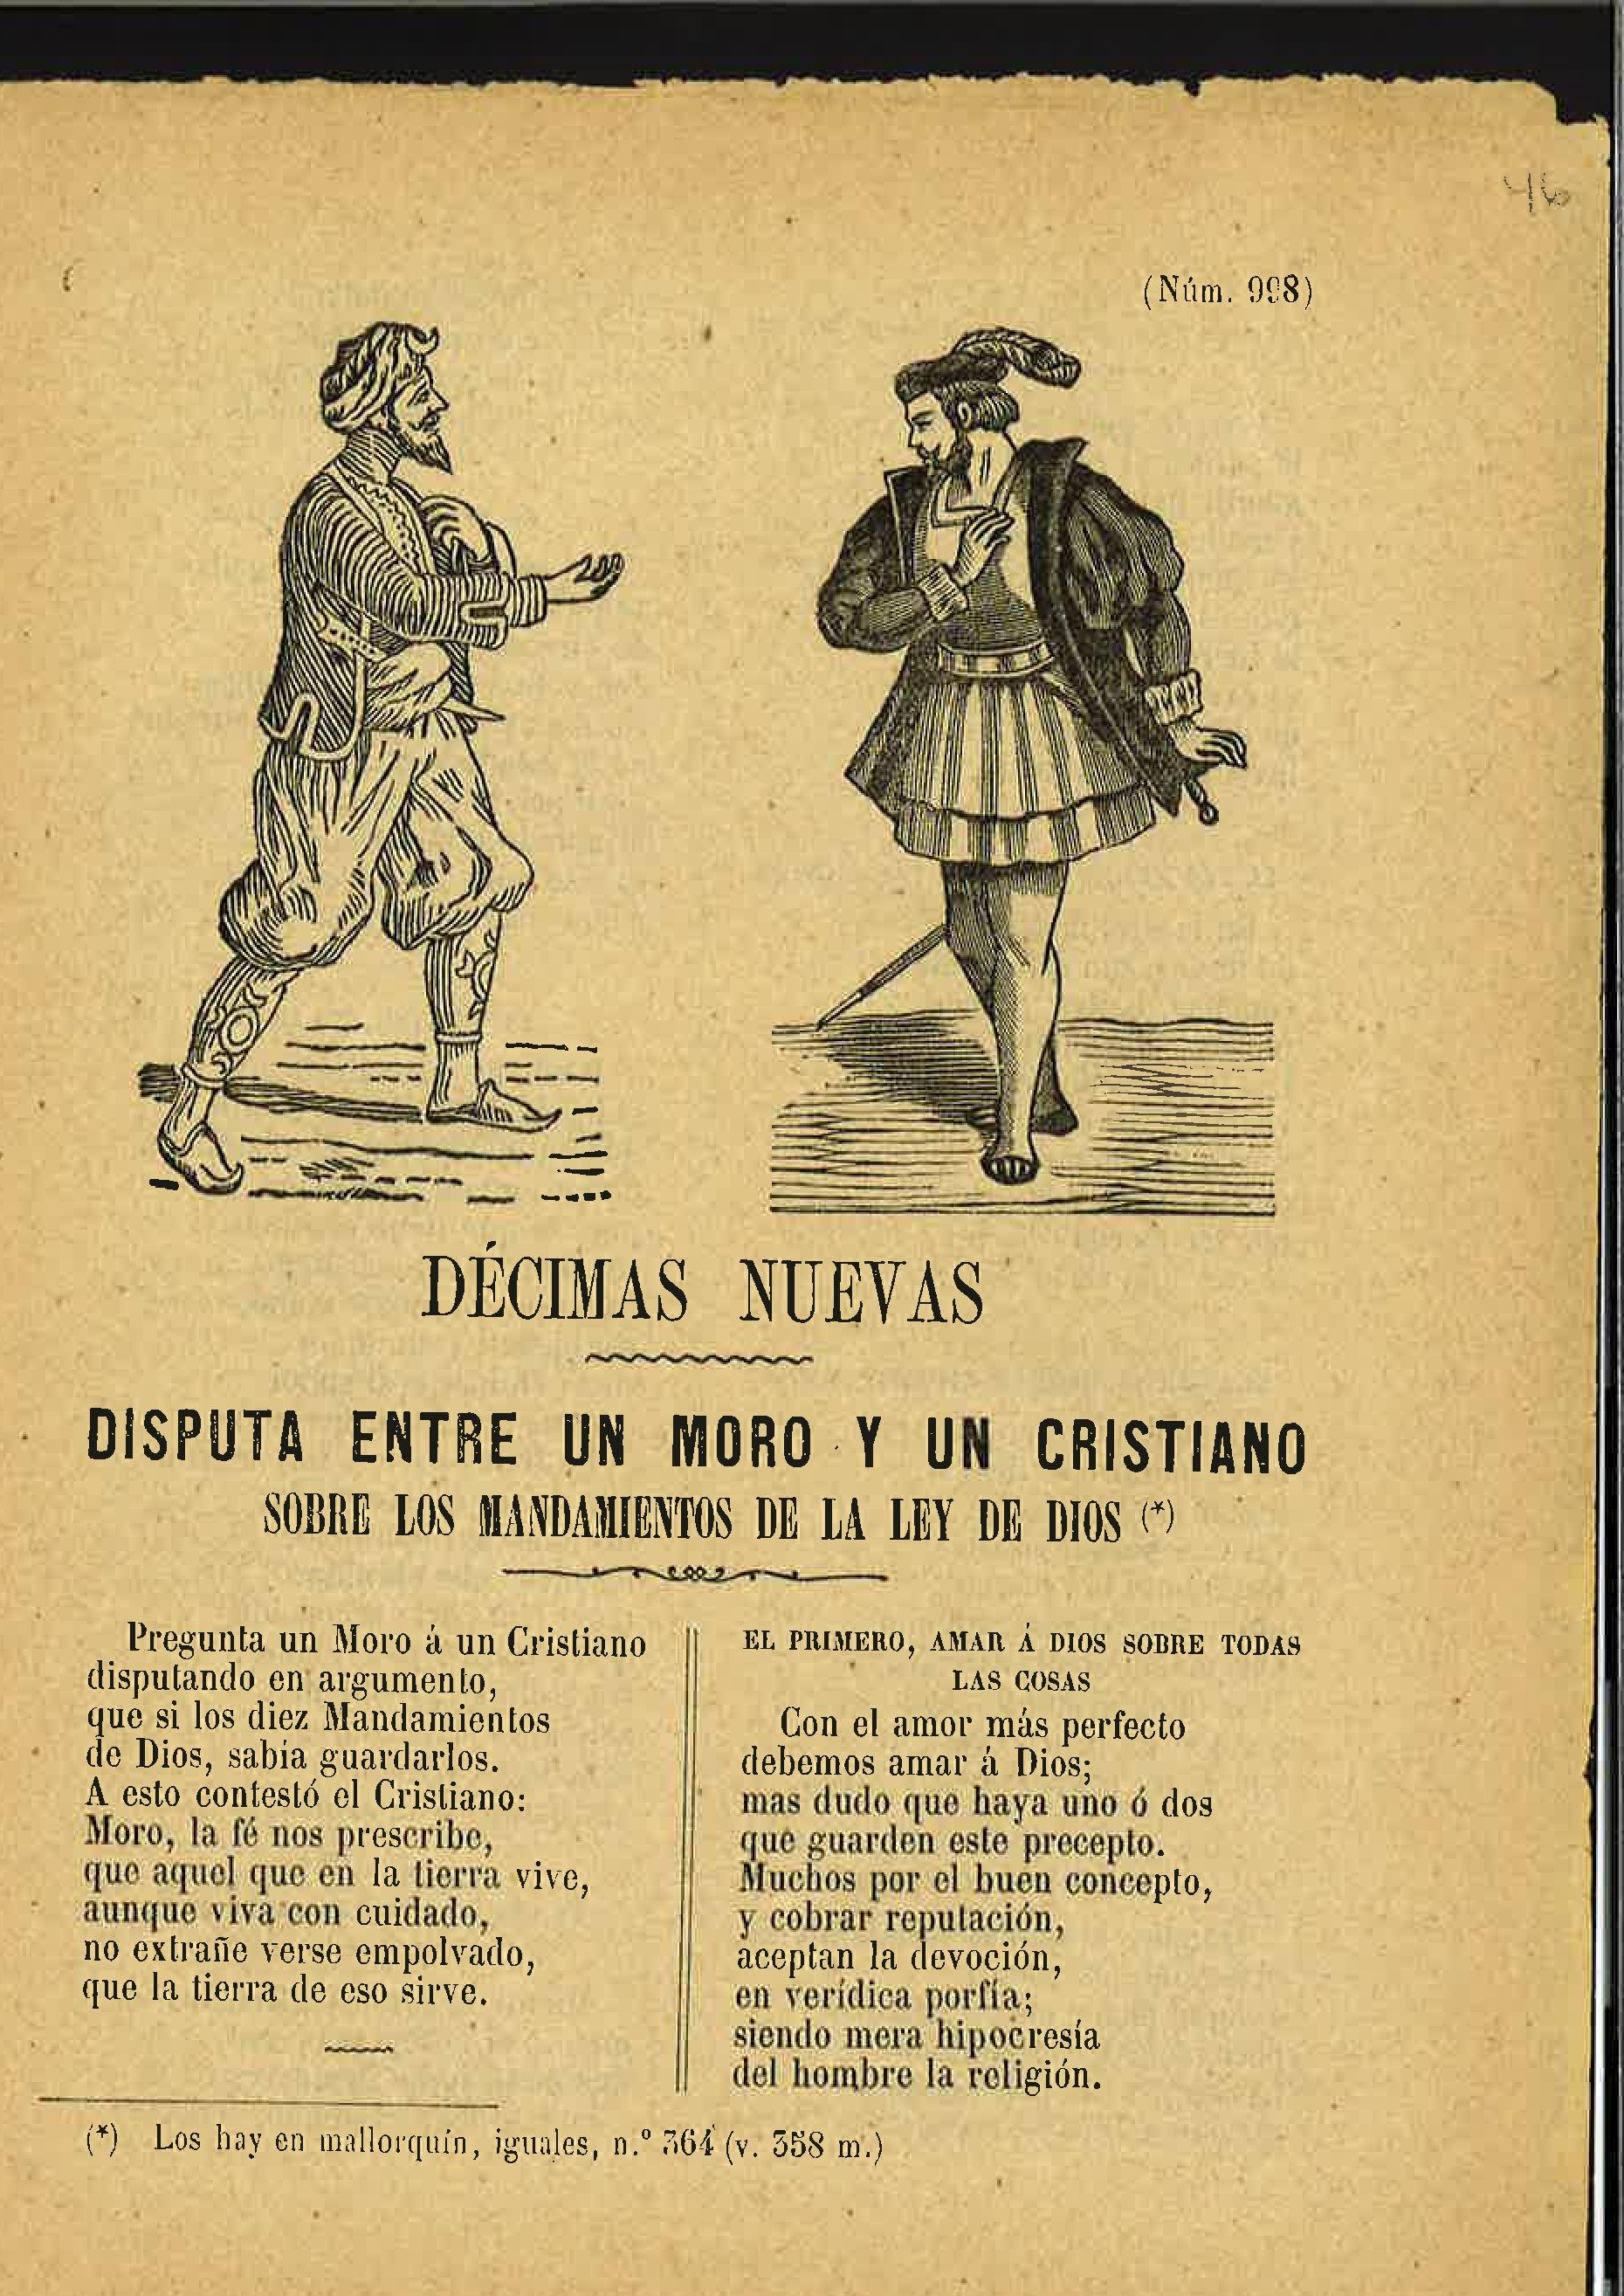 46
(Núm. 998)
DÉCIMAS NUEVAS
DISPUTA ENTRE UN MORO Y UN CRISTIANO
SOBRE LOS MANDAMIENTOS DE LA LEY DE DIOS (*)
Pregunta un Moro á un Cristiano
disputando en argumento,
que si los diez Mandamientos
de Dios, sabía guardarlos.
A esto contestó el Cristiano:
Moro, la fé nos prescribe,
que aquel que en la tierra vive,
aunque viva con cuidado,
no extrañe verse empolvado,
que la tierra de eso sirve.
EL PRIMERO, AMAR Á DIOS SOBRE TODAS
LAS COSAS
Con el amor más perfecto
debemos amar á Dios;
mas dudo que haya uno ó dos
que guarden este precepto.
Muchos por el buen concepto,
y cobrar reputación,
aceptan la devoción,
en verídica porfía;
siendo mera hipocresía
del hombre la religión.
(*) Los hay en mallorquín, iguales, n.º 364 (v. 358 m.)